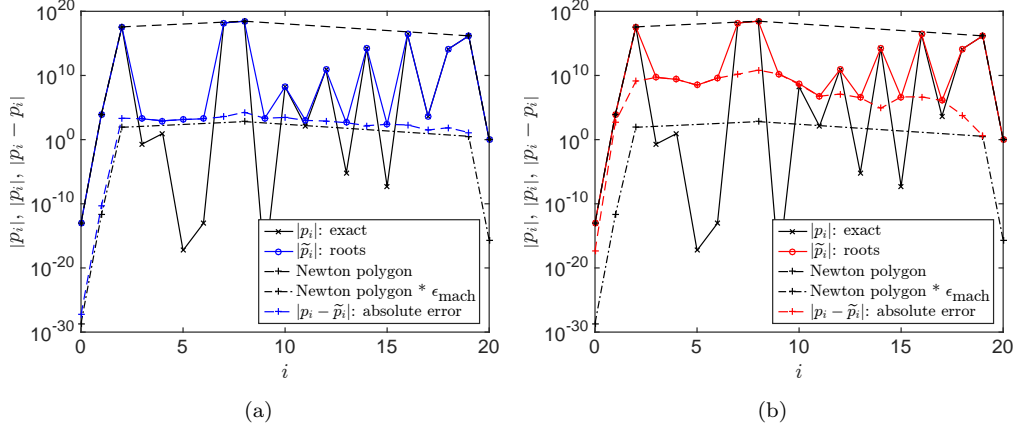 |p_i|, |p̃_i|, |p_i − p̃_i|
10^20
10^10
10^0
10^-10
10^-20
10^-30
0 5 10 15 20
i
|p_i|: exact
|p̃_i|: roots
Newton polygon
Newton polygon * ϵ_mach
|p_i − p̃_i|: absolute error
(a)
|p_i|, |p̃_i|, |p_i − p̃_i|
10^20
10^10
10^0
10^-10
10^-20
10^-30
0 5 10 15 20
i
|p_i|: exact
|p̃_i|: roots
Newton polygon
Newton polygon * ϵ_mach
|p_i − p̃_i|: absolute error
(b)